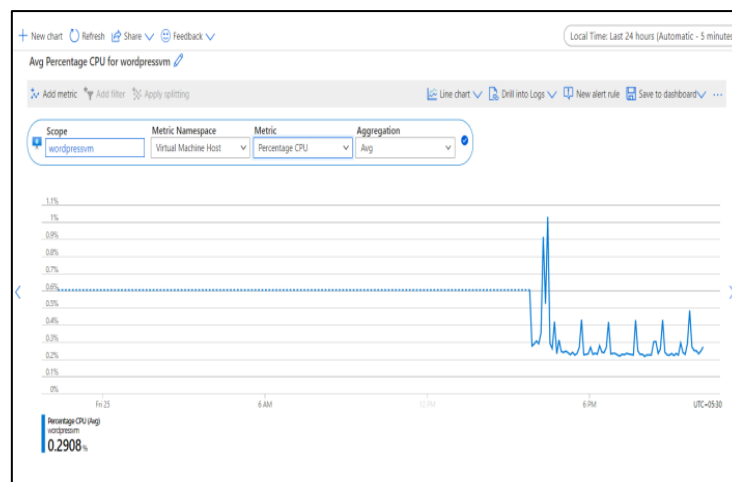 New chart Refresh Share Feedback
Local Time: Last 24 hours (Automatic - 5 minutes
Avg Percentage CPU for wordpressvm
Add metric Add filter Apply splitting Line chart Drill into Logs New alert rule Save to dashboard ...
Scope Metric Namespace Metric Aggregation
wordpressvm Virtual Machine Host Percentage CPU Avg
1.1%
1%
0.9%
0.8%
0.7%
0.6%
0.5%
0.4%
0.3%
0.2%
0.1%
0%
Fri 25 6 AM 12 PM 6 PM UTC+05:30
Percentage CPU (Avg)
wordpressvm
0.2908%